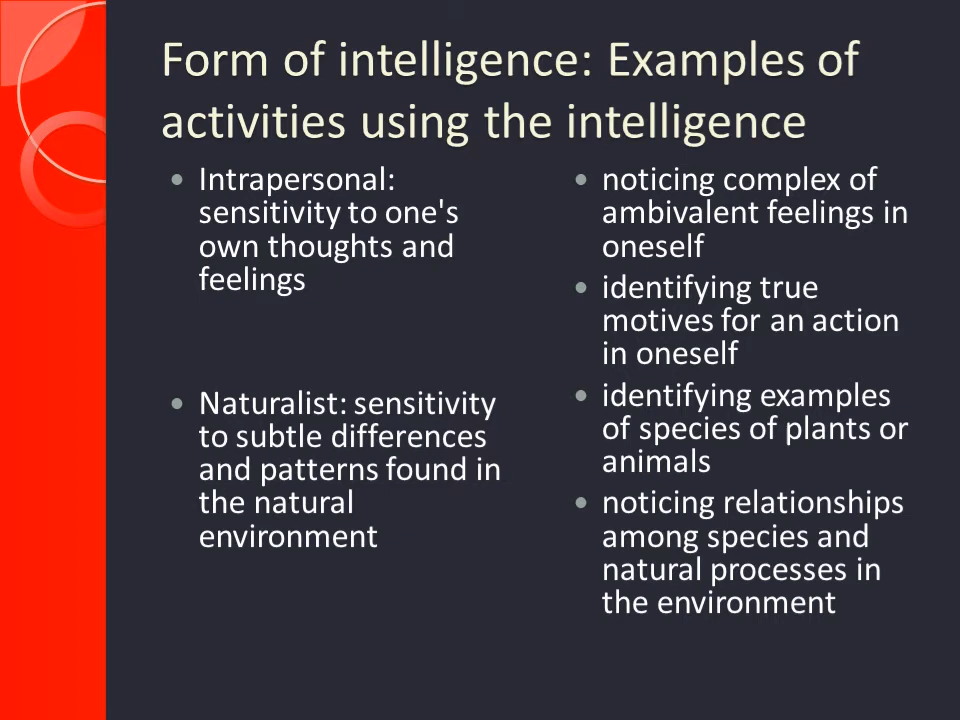 Form of intelligence: Examples of
activities using the intelligence
• Intrapersonal:
sensitivity to one's
own thoughts and
feelings
• Naturalist: sensitivity
to subtle differences
and patterns found in
the natural
environment
• noticing complex of
ambivalent feelings in
oneself
• identifying true
motives for an action
in oneself
• identifying examples
of species of plants or
animals
• noticing relationships
among species and
natural processes in
the environment